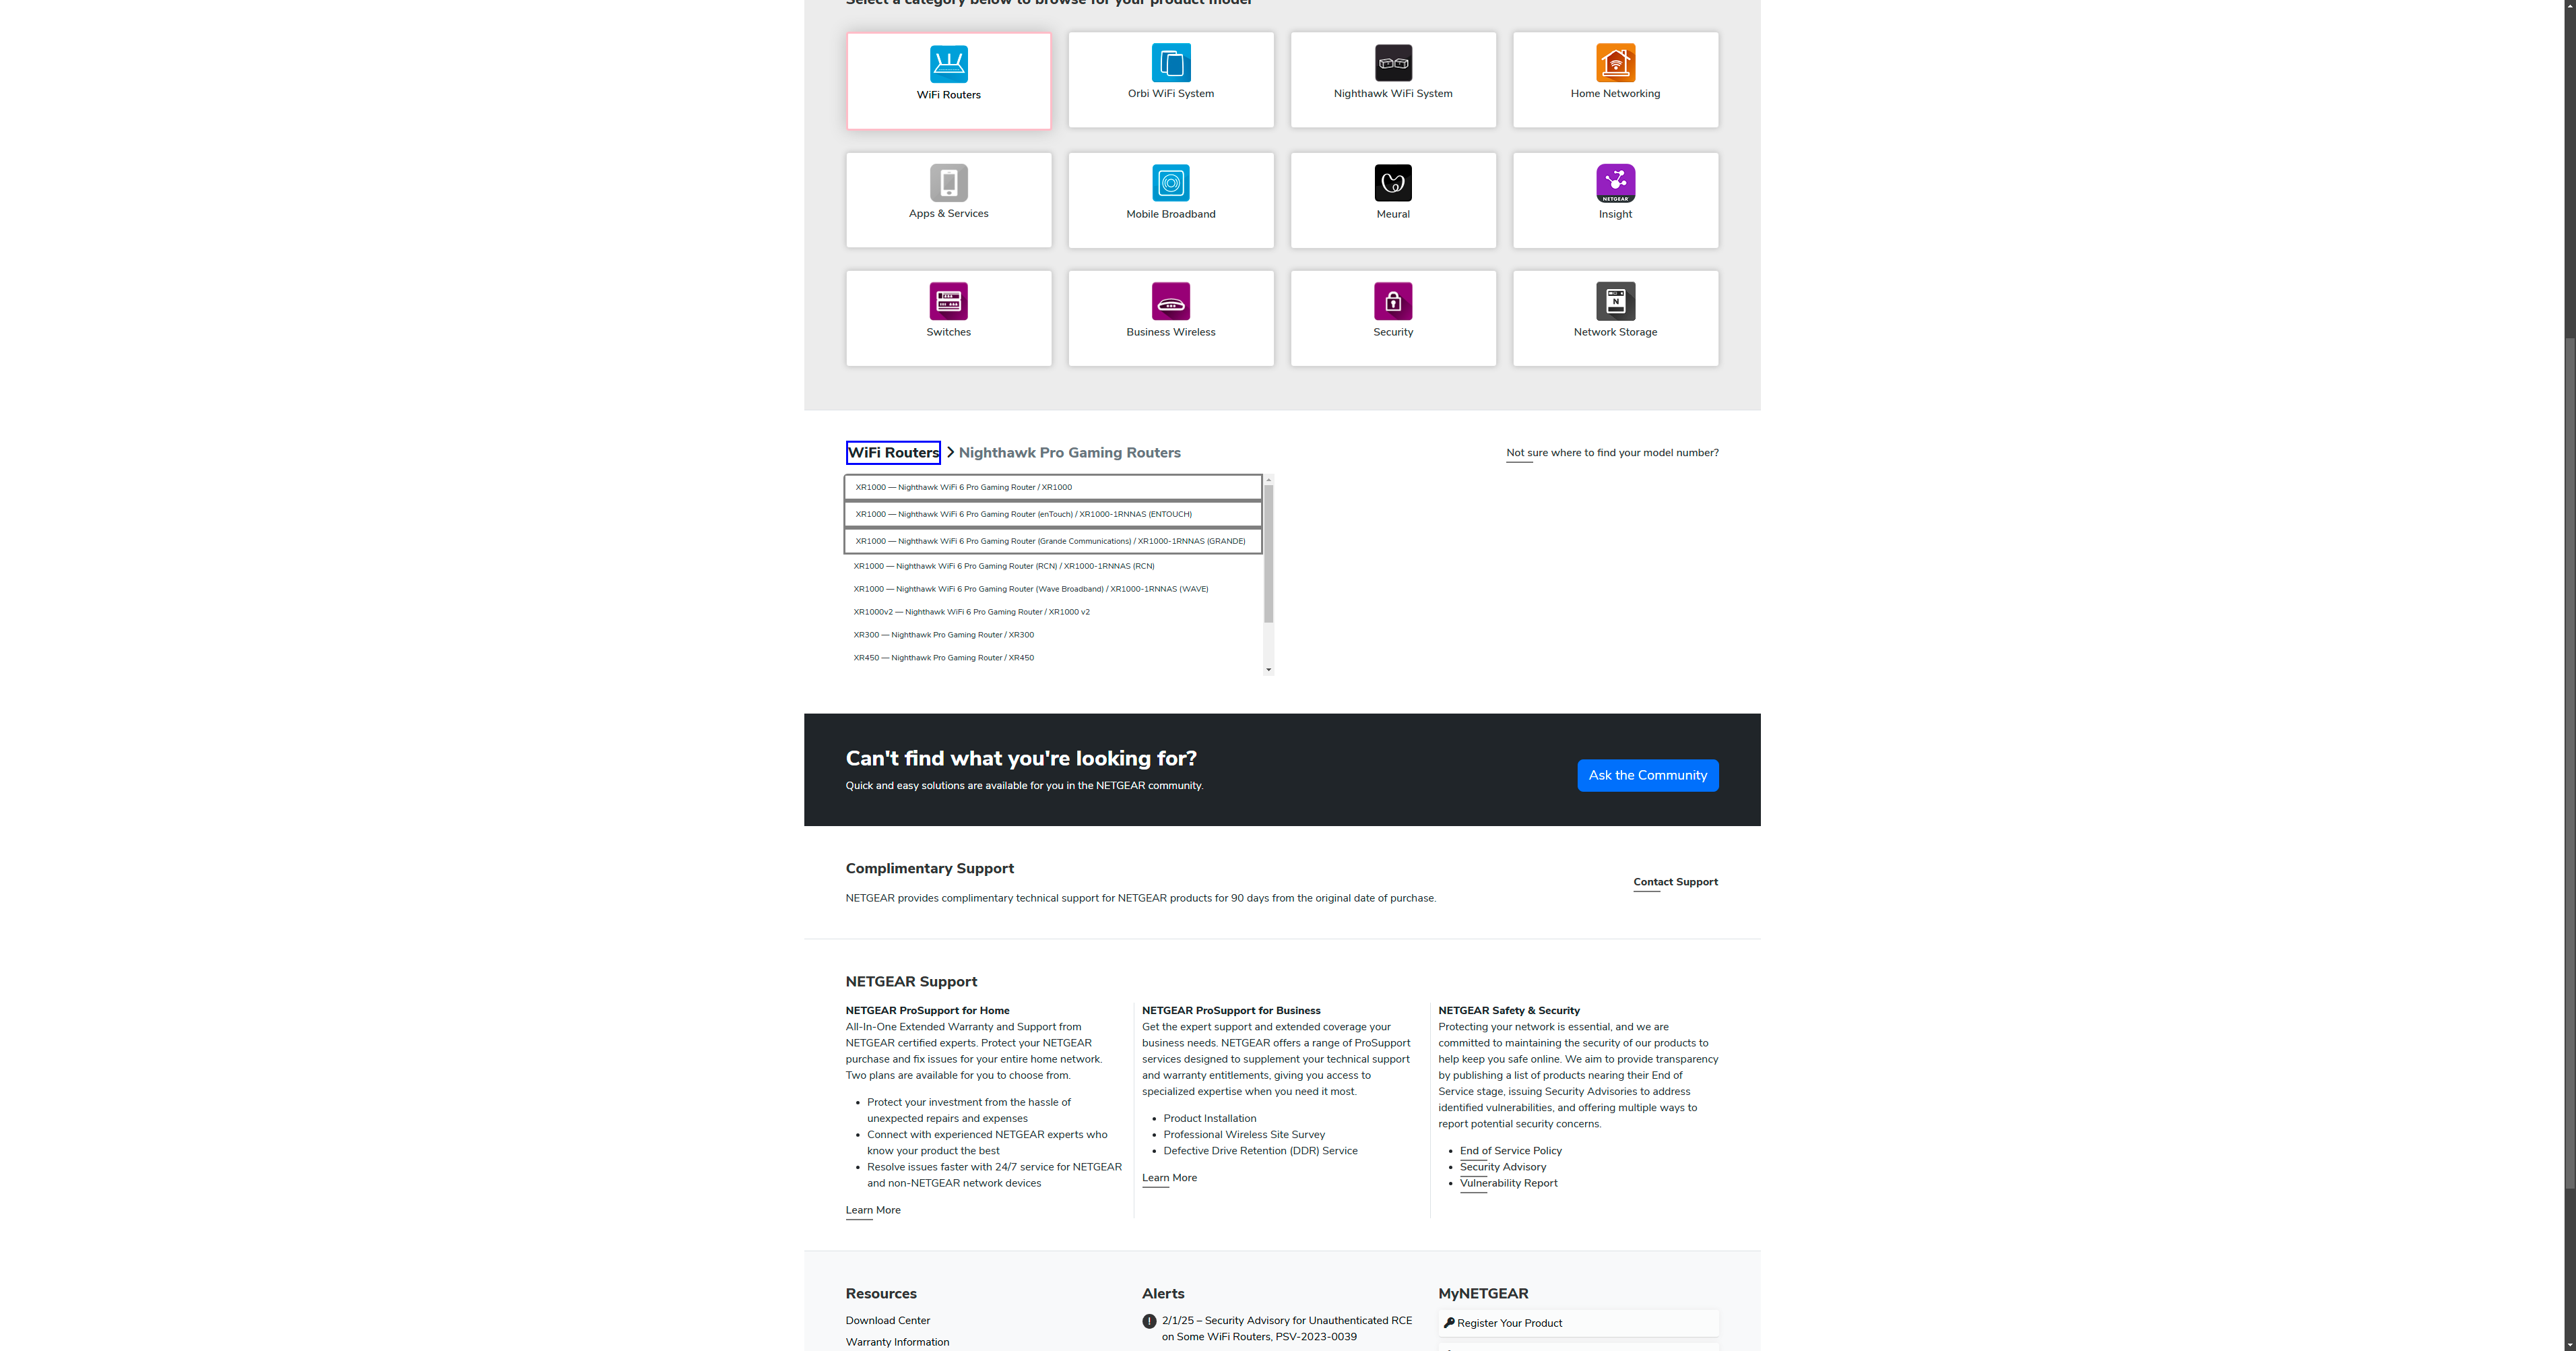 Select a category below to browse for your product model
WiFi Routers
Orbi WiFi System
Nighthawk WiFi System
Home Networking
Apps & Services
Mobile Broadband
Meural
NETGEAR
Insight
Switches
Business Wireless
Security
N
Network Storage
WiFi Routers > Nighthawk Pro Gaming Routers
Not sure where to find your model number?
XR1000 — Nighthawk WiFi 6 Pro Gaming Router / XR1000
XR1000 — Nighthawk WiFi 6 Pro Gaming Router (enTouch) / XR1000-1RNNAS (ENTOUCH)
XR1000 — Nighthawk WiFi 6 Pro Gaming Router (Grande Communications) / XR1000-1RNNAS (GRANDE)
XR1000 — Nighthawk WiFi 6 Pro Gaming Router (RCN) / XR1000-1RNNAS (RCN)
XR1000 — Nighthawk WiFi 6 Pro Gaming Router (Wave Broadband) / XR1000-1RNNAS (WAVE)
XR1000v2 — Nighthawk WiFi 6 Pro Gaming Router / XR1000 v2
XR300 — Nighthawk Pro Gaming Router / XR300
XR450 — Nighthawk Pro Gaming Router / XR450
Can't find what you're looking for?
Quick and easy solutions are available for you in the NETGEAR community.
Ask the Community
Complimentary Support
NETGEAR provides complimentary technical support for NETGEAR products for 90 days from the original date of purchase.
Contact Support
NETGEAR Support
NETGEAR ProSupport for Home
All-In-One Extended Warranty and Support from
NETGEAR certified experts. Protect your NETGEAR
purchase and fix issues for your entire home network.
Two plans are available for you to choose from.
• Protect your investment from the hassle of
unexpected repairs and expenses
• Connect with experienced NETGEAR experts who
know your product the best
• Resolve issues faster with 24/7 service for NETGEAR
and non-NETGEAR network devices
Learn More
NETGEAR ProSupport for Business
Get the expert support and extended coverage your
business needs. NETGEAR offers a range of ProSupport
services designed to supplement your technical support
and warranty entitlements, giving you access to
specialized expertise when you need it most.
• Product Installation
• Professional Wireless Site Survey
• Defective Drive Retention (DDR) Service
Learn More
NETGEAR Safety & Security
Protecting your network is essential, and we are
committed to maintaining the security of our products to
help keep you safe online. We aim to provide transparency
by publishing a list of products nearing their End of
Service stage, issuing Security Advisories to address
identified vulnerabilities, and offering multiple ways to
report potential security concerns.
• End of Service Policy
• Security Advisory
• Vulnerability Report
Resources
Download Center
Warranty Information
Alerts
2/1/25 – Security Advisory for Unauthenticated RCE
on Some WiFi Routers, PSV-2023-0039
MyNETGEAR
Register Your Product